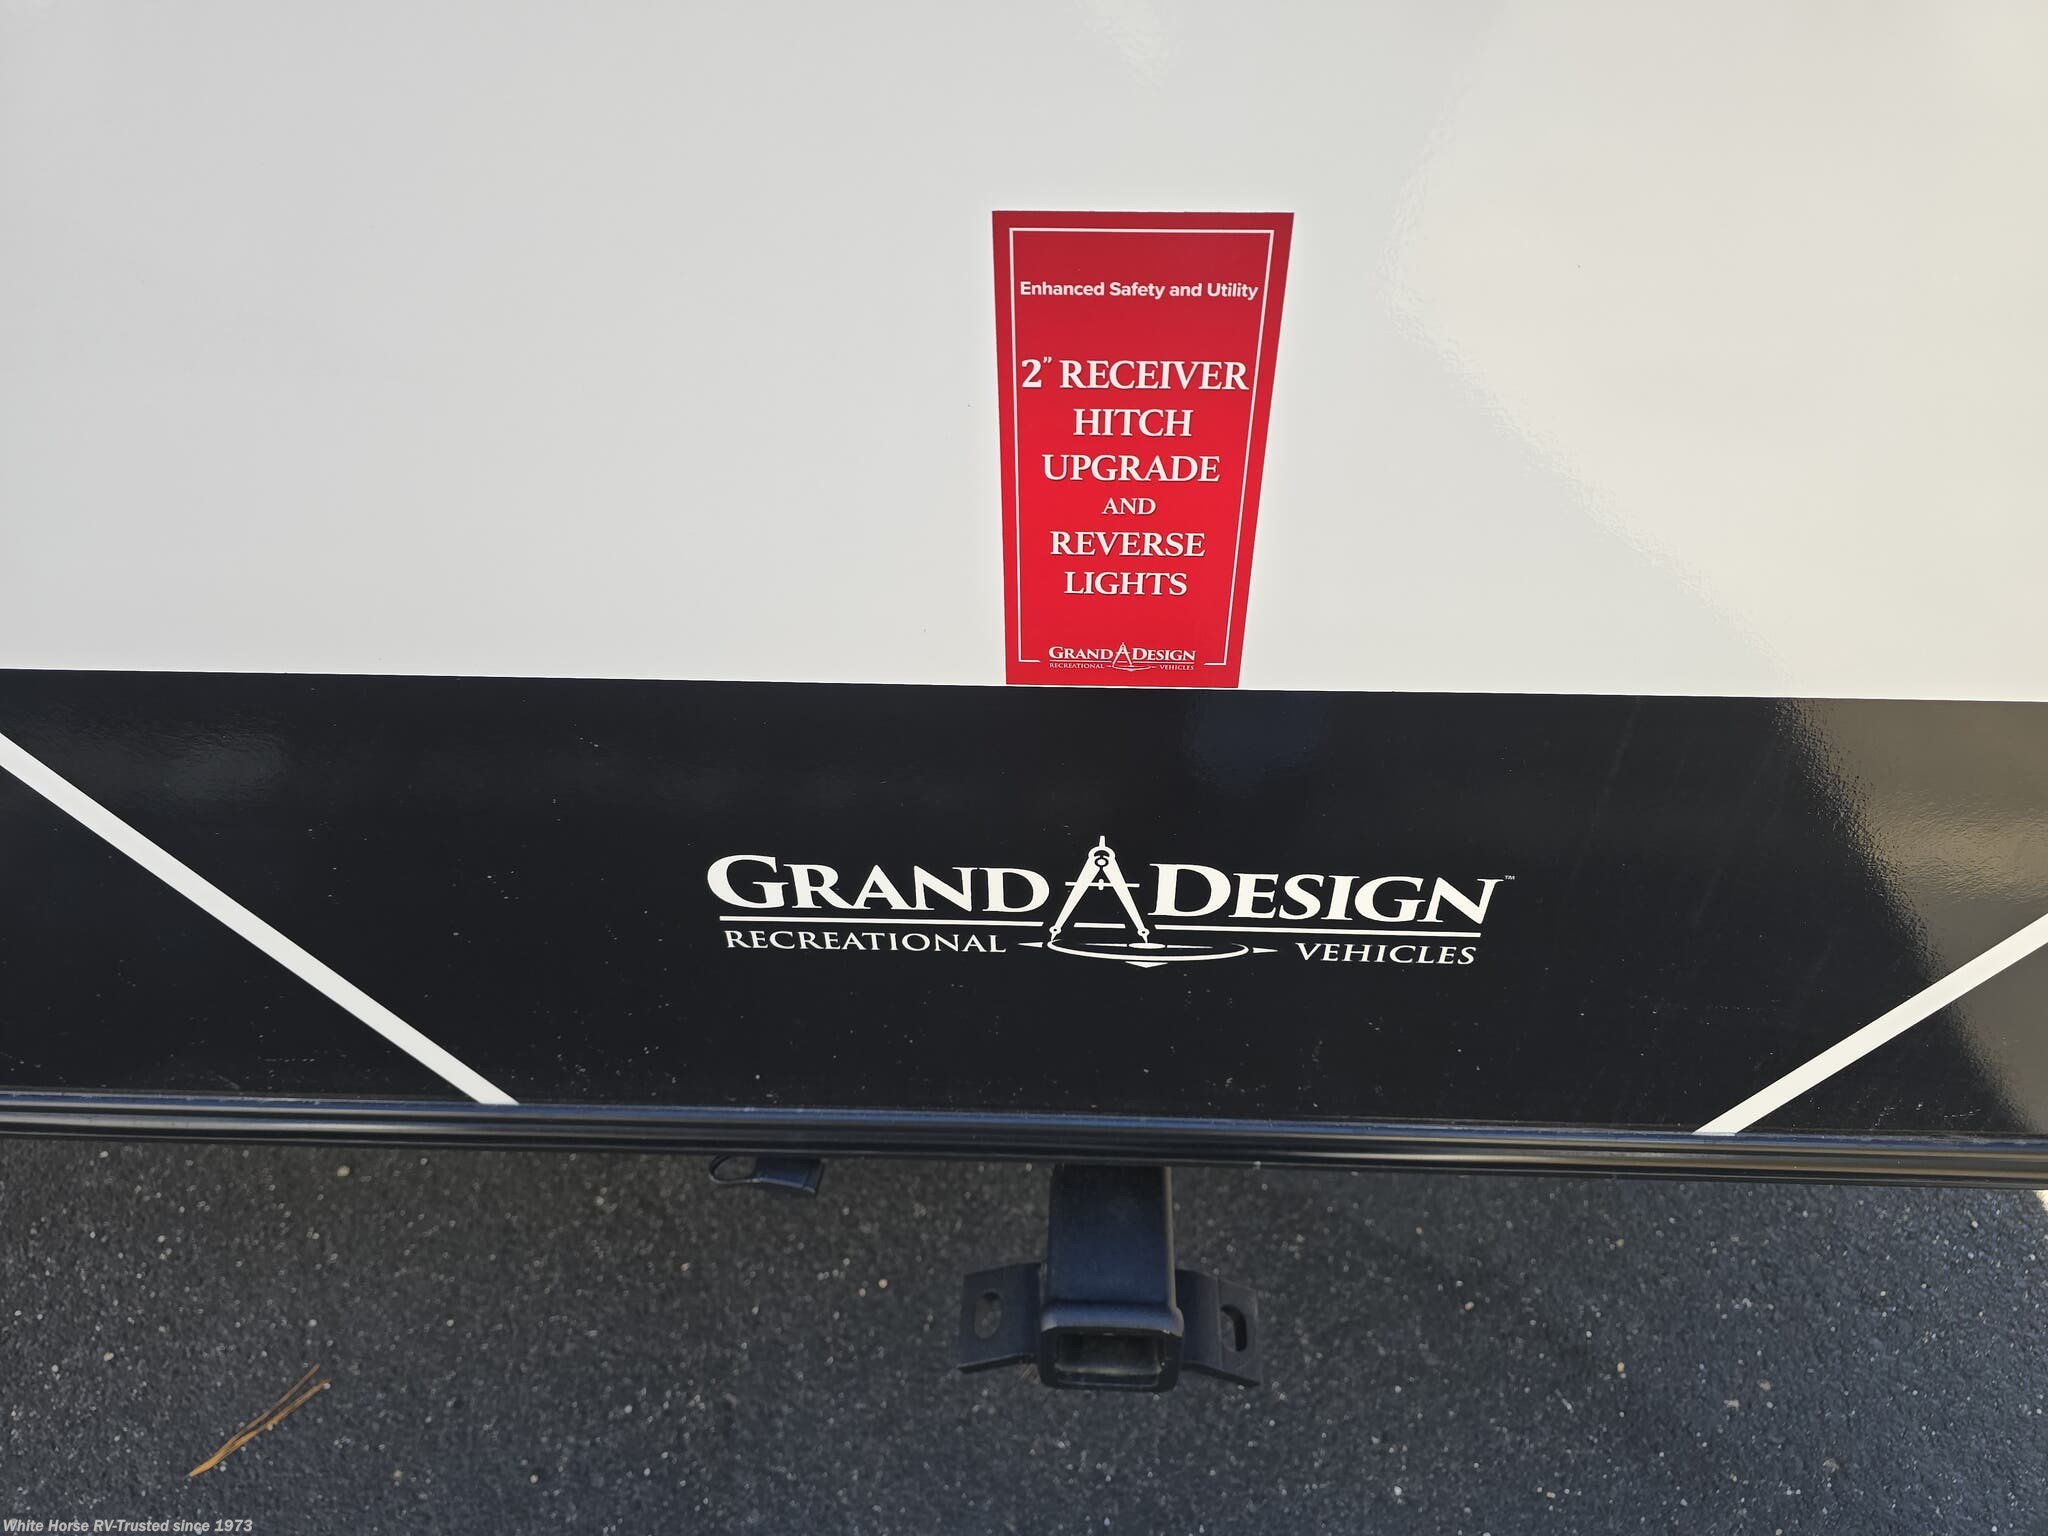 Enhanced Safety and Utility
2" RECEIVER
HITCH
UPGRADE
AND
REVERSE
LIGHTS
GRAND DESIGN
RECREATIONAL VEHICLES
GRAND DESIGN™
RECREATIONAL VEHICLES
White Horse RV-Trusted since 1973